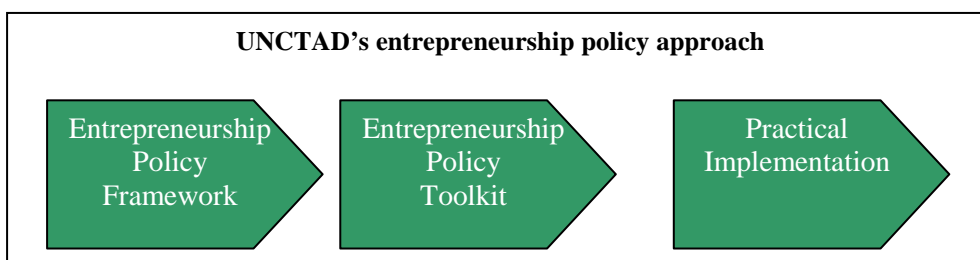 UNCTAD’s entrepreneurship policy approach
Entrepreneurship
Policy
Framework
Entrepreneurship
Policy
Toolkit
Practical
Implementation